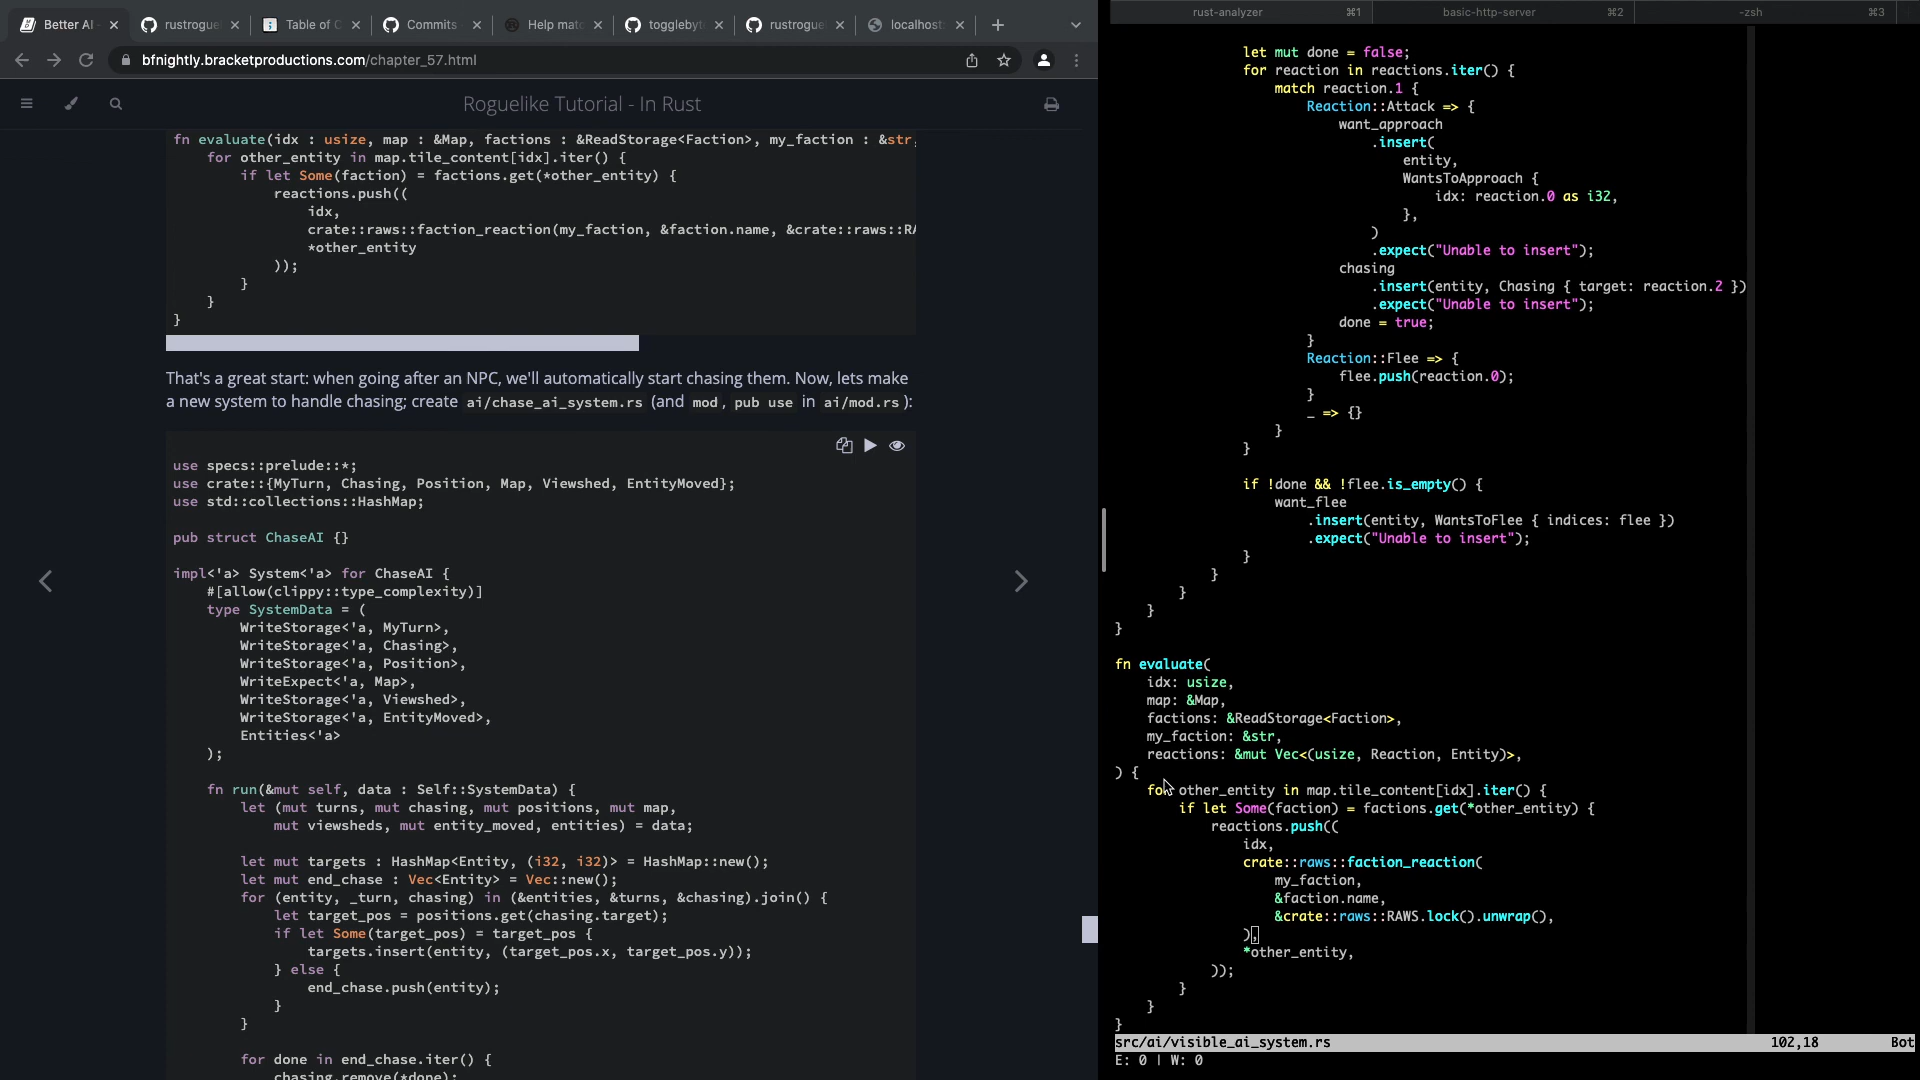 Better AI
rustrogue
Table of C
Commits
Help mat
togglebyt
rustrogue
localhost
bfnightly.bracketproductions.com/chapter_57.html
Roguelike Tutorial - In Rust
fn evaluate(idx : usize, map : &Map, factions : &ReadStorage<Faction>, my_faction : &str,
for other_entity in map.tile_content[idx].iter() {
if let Some(faction) = factions.get(*other_entity) {
reactions.push((
idx,
crate::raws::faction_reaction(my_faction, &faction.name, &crate::raws::RA
*other_entity
));
}
}
}
That's a great start: when going after an NPC, we'll automatically start chasing them. Now, lets make
a new system to handle chasing; create ai/chase_ai_system.rs (and mod, pub use in ai/mod.rs):
use specs::prelude::*;
use crate::{MyTurn, Chasing, Position, Map, Viewshed, EntityMoved};
use std::collections::HashMap;
pub struct ChaseAI {}
impl<'a> System<'a> for ChaseAI {
#[allow(clippy::type_complexity)]
type SystemData = (
WriteStorage<'a, MyTurn>,
WriteStorage<'a, Chasing>,
WriteStorage<'a, Position>,
WriteExpect<'a, Map>,
WriteStorage<'a, Viewshed>,
WriteStorage<'a, EntityMoved>,
Entities<'a>
);
fn run(&mut self, data : Self::SystemData) {
let (mut turns, mut chasing, mut positions, mut map,
mut viewsheds, mut entity_moved, entities) = data;
let mut targets : HashMap<Entity, (i32, i32)> = HashMap::new();
let mut end_chase : Vec<Entity> = Vec::new();
for (entity, _turn, chasing) in (&entities, &turns, &chasing).join() {
let target_pos = positions.get(chasing.target);
if let Some(target_pos) = target_pos {
targets.insert(entity, (target_pos.x, target_pos.y));
} else {
end_chase.push(entity);
}
}
for done in end_chase.iter() {
chasing.remove(*done);
rust-analyzer ⌘1
basic-http-server ⌘2
-zsh ⌘3
let mut done = false;
for reaction in reactions.iter() {
match reaction.1 {
Reaction::Attack => {
want_approach
.insert(
entity,
WantsToApproach {
idx: reaction.0 as i32,
},
)
.expect("Unable to insert");
chasing
.insert(entity, Chasing { target: reaction.2 })
.expect("Unable to insert");
done = true;
}
Reaction::Flee => {
flee.push(reaction.0);
}
_ => {}
}
}
if !done && !flee.is_empty() {
want_flee
.insert(entity, WantsToFlee { indices: flee })
.expect("Unable to insert");
}
}
}
}
}
fn evaluate(
idx: usize,
map: &Map,
factions: &ReadStorage<Faction>,
my_faction: &str,
reactions: &mut Vec<(usize, Reaction, Entity)>,
) {
for other_entity in map.tile_content[idx].iter() {
if let Some(faction) = factions.get(*other_entity) {
reactions.push((
idx,
crate::raws::faction_reaction(
my_faction,
&faction.name,
&crate::raws::RAWS.lock().unwrap(),
),
*other_entity,
));
}
}
}
src/ai/visible_ai_system.rs 102,18 Bot
E: 0 | W: 0